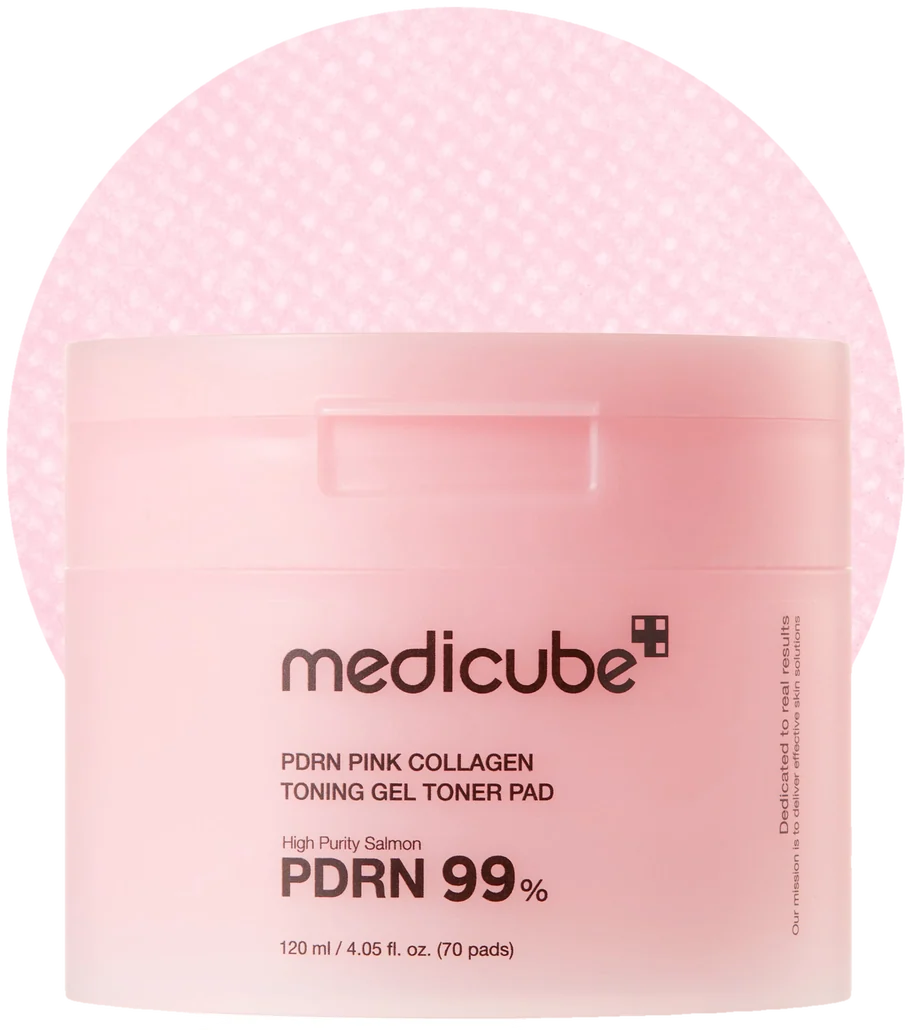 medicube
PDRN PINK COLLAGEN
TONING GEL TONER PAD
High Purity Salmon
PDRN 99%
120 ml / 4.05 fl. oz. (70 pads)
Dedicated to real results
Our mission is to deliver effective skin solutions